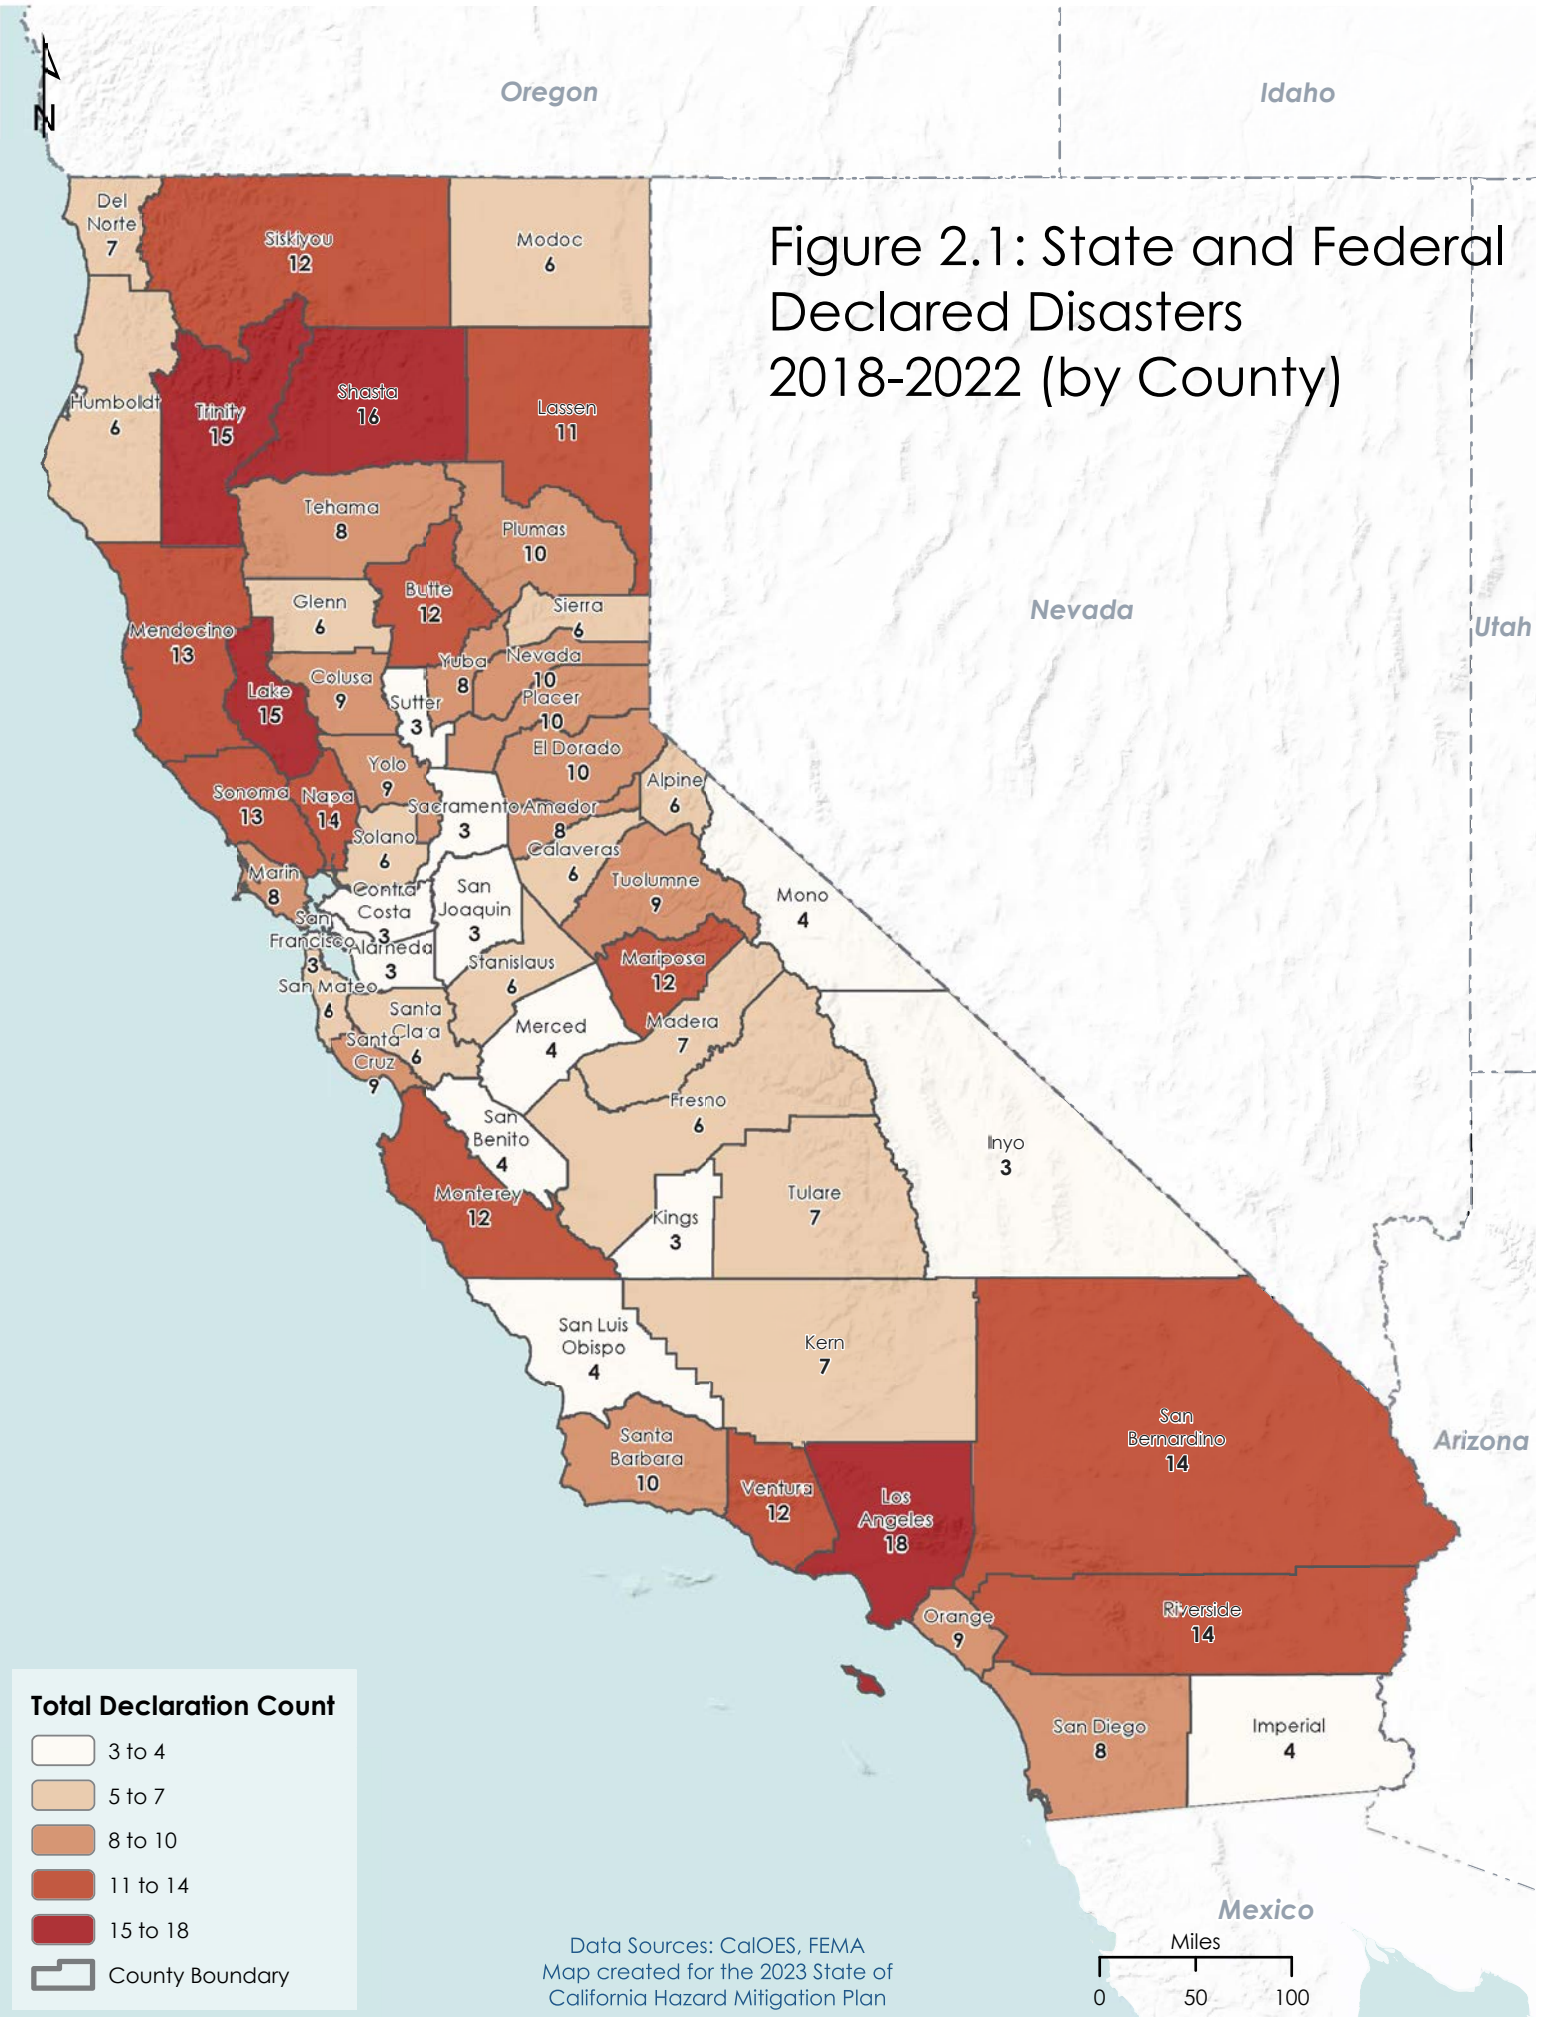 N
Oregon
Idaho
Figure 2.1: State and Federal
Declared Disasters
2018-2022 (by County)
Del
Norte
7
Siskiyou
12
Modoc
6
Humboldt
6
Trinity
15
Shasta
16
Lassen
11
Tehama
8
Plumas
10
Butte
12
Glenn
6
Sierra
6
Nevada
Utah
Mendocino
13
Lake
15
Colusa
9
Sutter
3
Yuba
8
Nevada
10
Placer
10
El Dorado
10
Yolo
9
Sonoma
13
Napa
14
Sacramento
3
Amador
8
Alpine
6
Solano
6
Calaveras
6
Marin
8
Contra
Costa
3
San
Joaquin
3
Tuolumne
9
Mono
4
San
Francisco
3
Alameda
3
Stanislaus
6
Mariposa
12
San Mateo
6
Santa
Clara
6
Merced
4
Madera
7
Santa
Cruz
9
Fresno
6
San
Benito
4
Inyo
3
Monterey
12
Kings
3
Tulare
7
San Luis
Obispo
4
Kern
7
San
Bernardino
14
Arizona
Santa
Barbara
10
Ventura
12
Los
Angeles
18
Orange
9
Riverside
14
San Diego
8
Imperial
4
Mexico
Total Declaration Count
3 to 4
5 to 7
8 to 10
11 to 14
15 to 18
County Boundary
Data Sources: CalOES, FEMA
Map created for the 2023 State of
California Hazard Mitigation Plan
Miles
0 50 100